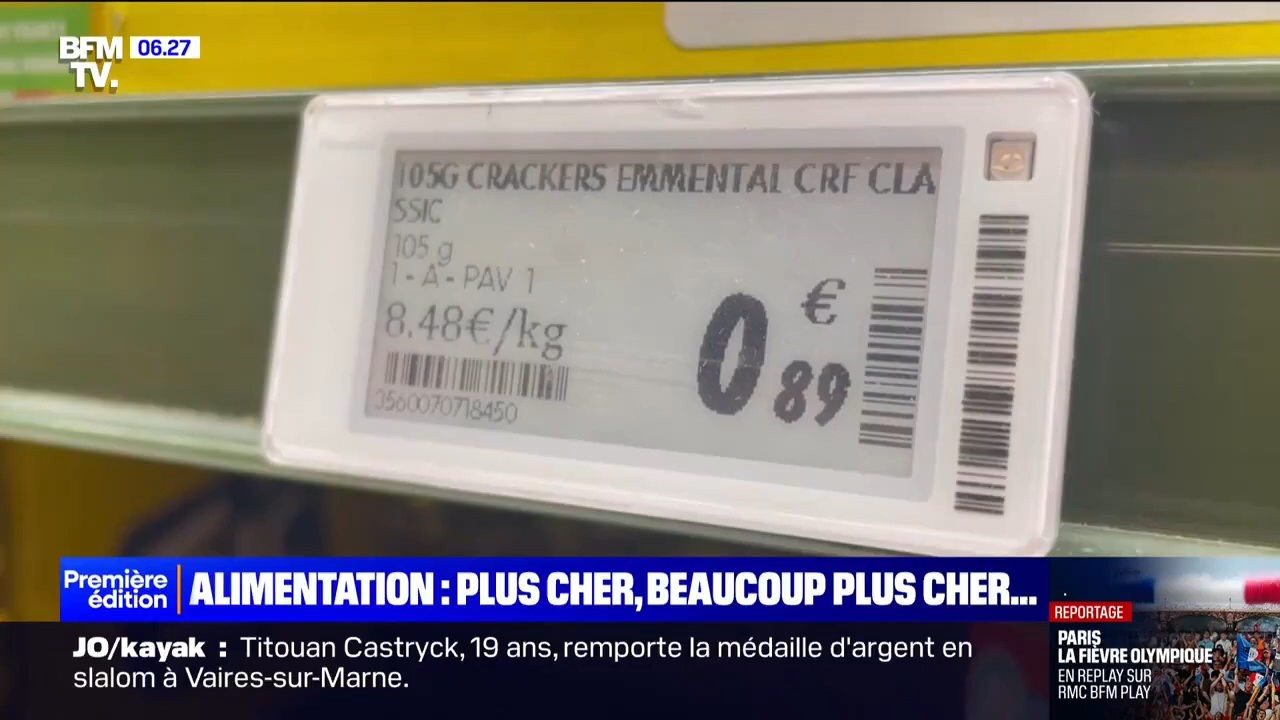 BFM
TV.
06.27
105G CRACKERS EMMENTAL CRF CLA
SSIC
105 g
1 - A - PAV 1
8.48€/kg
0€89
3560070718450
Première
édition
ALIMENTATION : PLUS CHER, BEAUCOUP PLUS CHER...
JO/kayak : Titouan Castryck, 19 ans, remporte la médaille d'argent en
slalom à Vaires-sur-Marne.
REPORTAGE
PARIS
LA FIÈVRE OLYMPIQUE
EN REPLAY SUR
RMC BFM PLAY